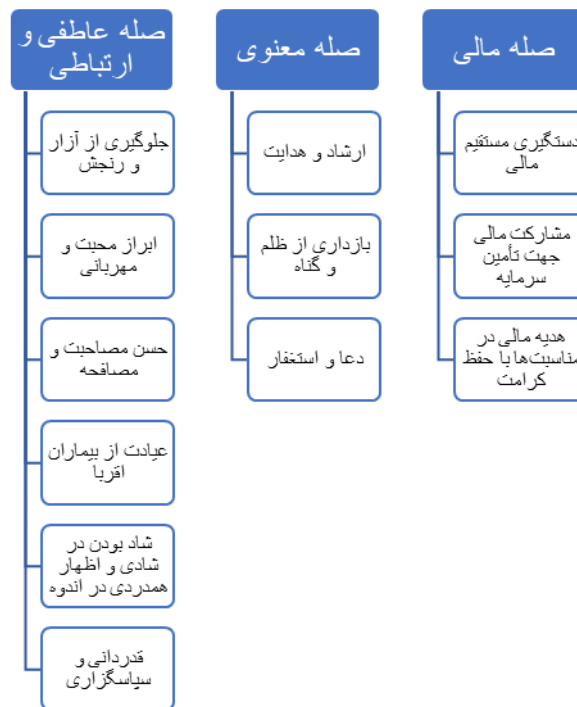 صله مالی
دستگیری مستقیم
مالی
مشارکت مالی
جهت تأمین
سرمایه
هدیه مالی در
مناسبت‌ها با حفظ
کرامت
صله معنوی
ارشاد و هدایت
بازداری از ظلم
و گناه
دعا و استغفار
صله عاطفی و
ارتباطی
جلوگیری از آزار
و رنجش
ابراز محبت و
مهربانی
حسن مصاحبت و
مصافحه
عیادت از بیماران
اقربا
شاد بودن در
شادی و اظهار
همدردی در اندوه
قدردانی و
سپاسگزاری